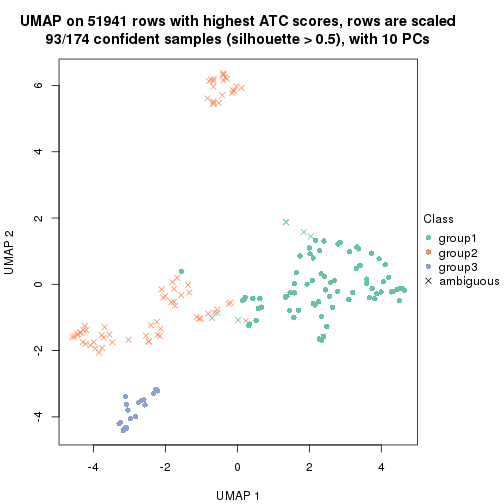 UMAP on 51941 rows with highest ATC scores, rows are scaled
93/174 confident samples (silhouette > 0.5), with 10 PCs
6
4
2
0
-2
-4
UMAP 2
-4
-2
0
2
4
UMAP 1
Class
group1
group2
group3
ambiguous